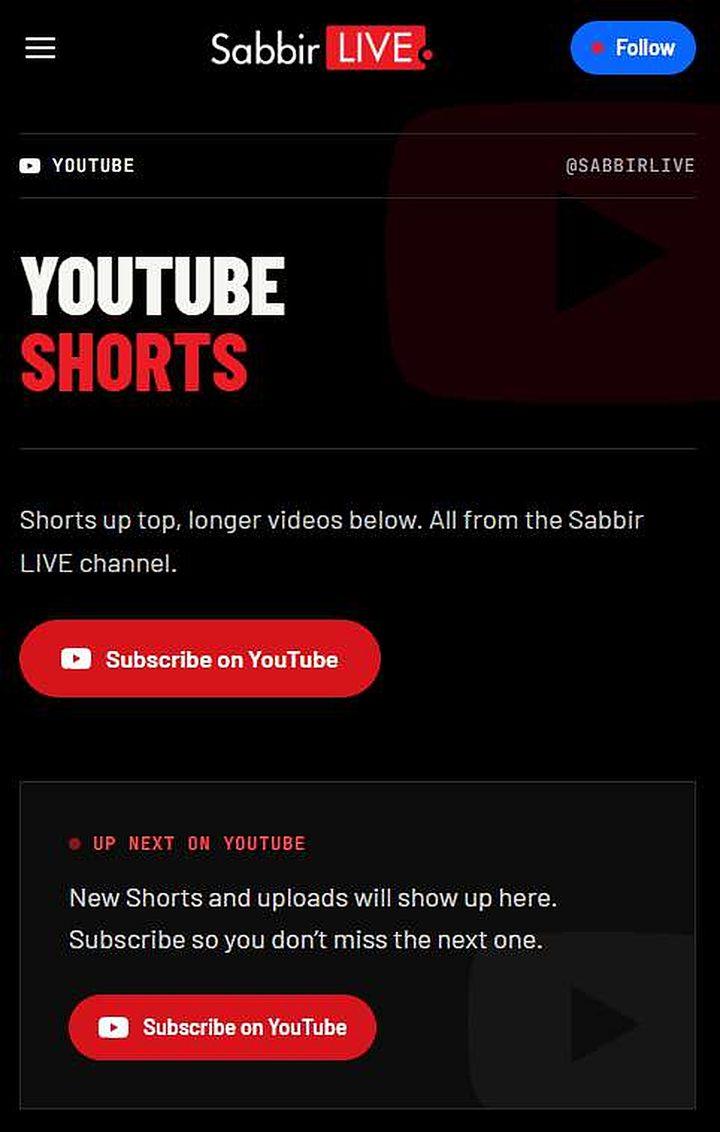 Sabbir LIVE
Follow
YOUTUBE
@SABBIRLIVE
YOUTUBE
SHORTS
Shorts up top, longer videos below. All from the Sabbir
LIVE channel.
Subscribe on YouTube
UP NEXT ON YOUTUBE
New Shorts and uploads will show up here.
Subscribe so you don’t miss the next one.
Subscribe on YouTube